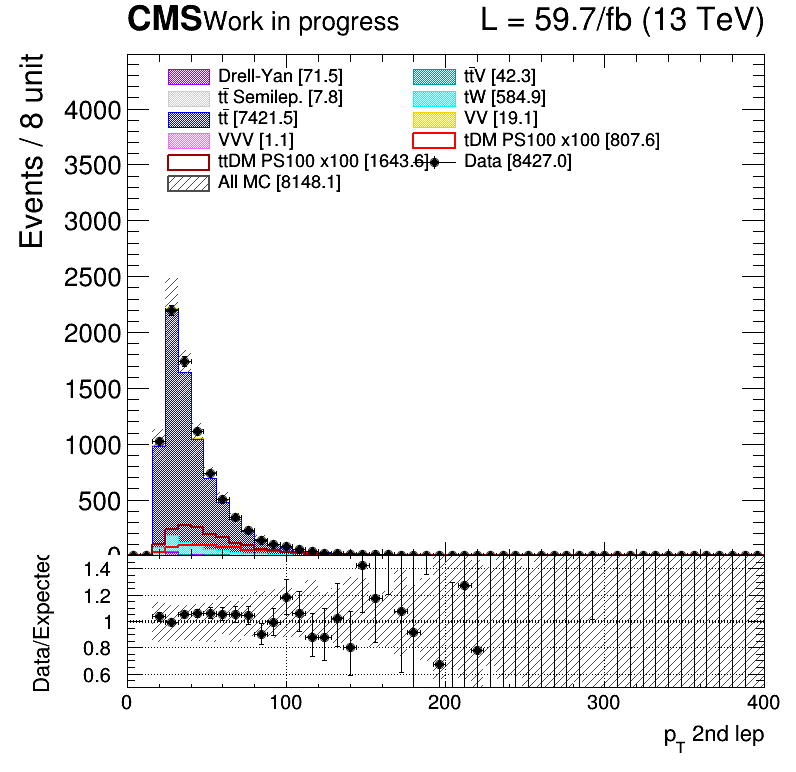 CMS Work in progress L = 59.7/fb (13 TeV)
Events / 8 unit
Drell-Yan [71.5] tt̄V [42.3]
tt̄ Semilep. [7.8] tW [584.9]
tt̄ [7421.5] VV [19.1]
VVV [1.1] tDM PS100 x100 [807.6]
ttDM PS100 x100 [1643.6] Data [8427.0]
All MC [8148.1]
4000
3500
3000
2500
2000
1500
1000
500
0
Data/Expected
1.4
1.2
1
0.8
0.6
0 100 200 300 400
p_T 2nd lep